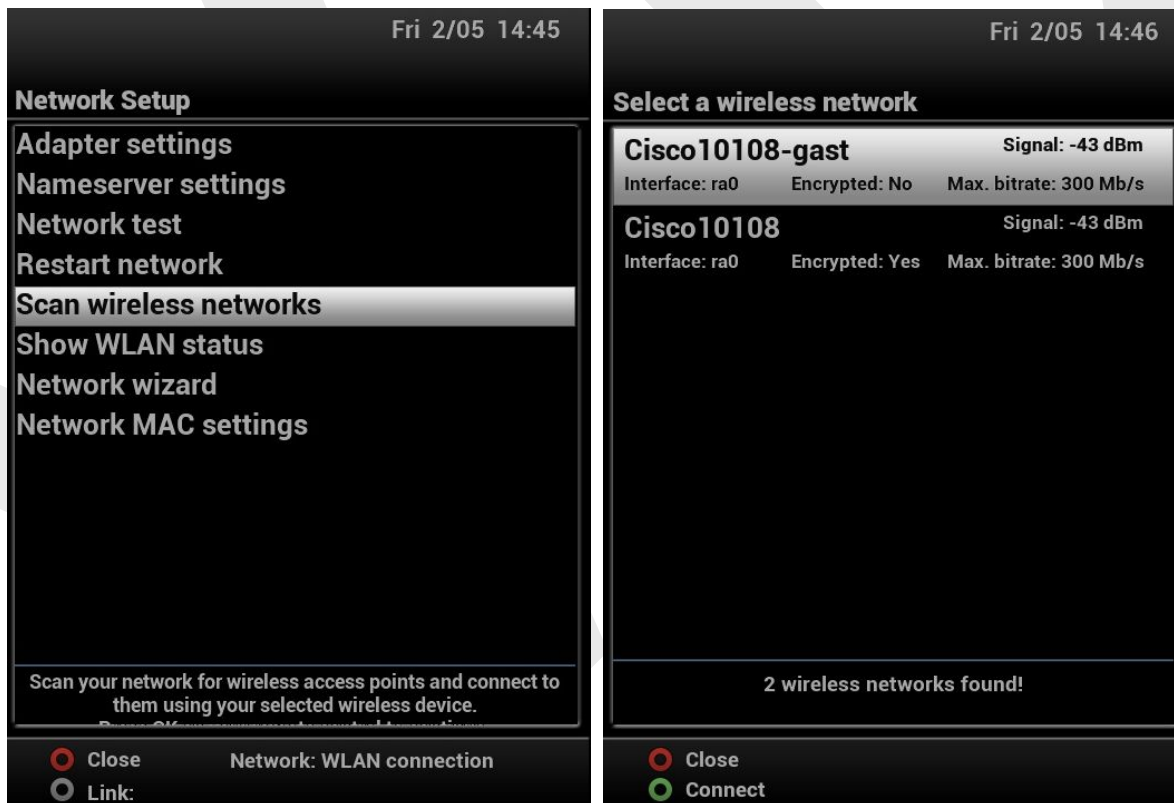 Fri 2/05 14:45
Network Setup
Adapter settings
Nameserver settings
Network test
Restart network
Scan wireless networks
Show WLAN status
Network wizard
Network MAC settings
Scan your network for wireless access points and connect to
them using your selected wireless device.
Close Network: WLAN connection
Link:
Fri 2/05 14:46
Select a wireless network
Cisco10108-gast Signal: -43 dBm
Interface: ra0 Encrypted: No Max. bitrate: 300 Mb/s
Cisco10108 Signal: -43 dBm
Interface: ra0 Encrypted: Yes Max. bitrate: 300 Mb/s
2 wireless networks found!
Close
Connect